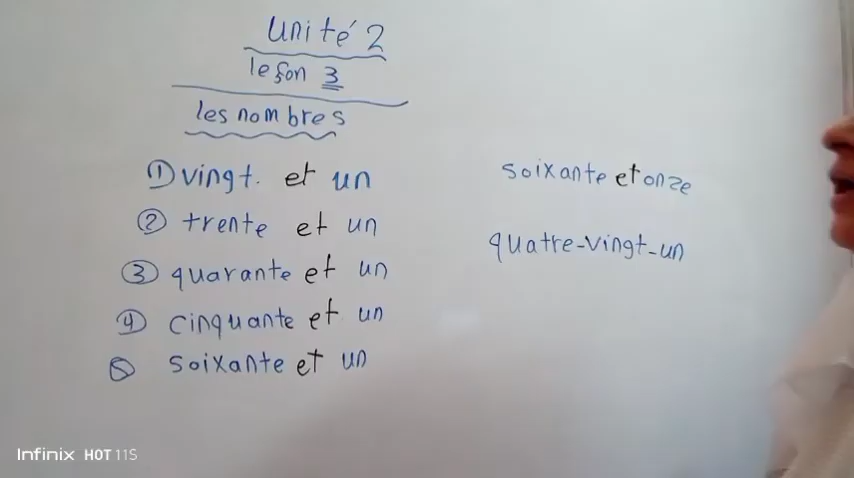 unité 2
leçon 3
les nombres
① vingt. et un
② trente et un
③ quarante et un
④ cinquante et un
⑤ soixante et un
soixante et onze
quatre-vingt-un
Infinix HOT 11S